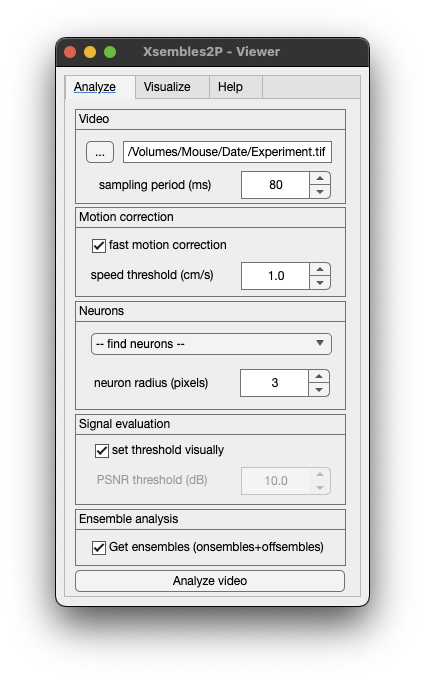 Xsembles2P - Viewer
Analyze Visualize Help
Video
... /Volumes/Mouse/Date/Experiment.tif
sampling period (ms) 80
Motion correction
fast motion correction
speed threshold (cm/s) 1.0
Neurons
-- find neurons --
neuron radius (pixels) 3
Signal evaluation
set threshold visually
PSNR threshold (dB) 10.0
Ensemble analysis
Get ensembles (onsembles+offsembles)
Analyze video